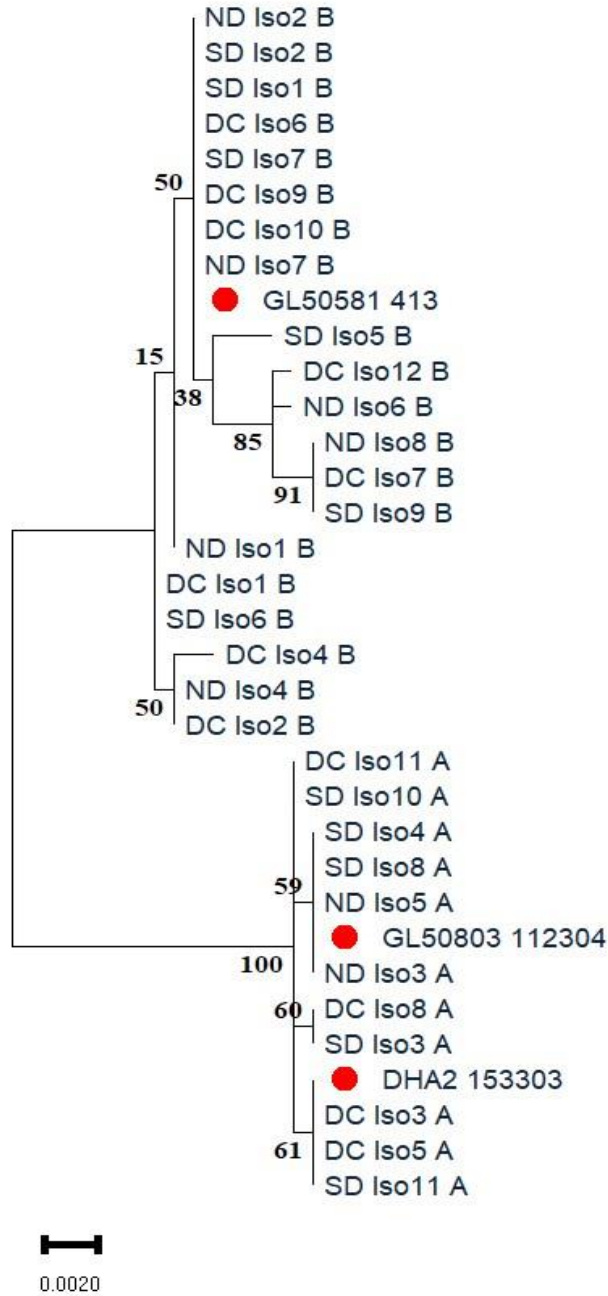 ND Iso2 B
SD Iso2 B
SD Iso1 B
DC Iso6 B
SD Iso7 B
50
DC Iso9 B
DC Iso10 B
ND Iso7 B
GL50581 413
SD Iso5 B
15
DC Iso12 B
38
ND Iso6 B
85
ND Iso8 B
DC Iso7 B
91
SD Iso9 B
ND Iso1 B
DC Iso1 B
SD Iso6 B
DC Iso4 B
ND Iso4 B
50
DC Iso2 B
DC Iso11 A
SD Iso10 A
SD Iso4 A
SD Iso8 A
59
ND Iso5 A
GL50803 112304
100
ND Iso3 A
60
DC Iso8 A
SD Iso3 A
DHA2 153303
DC Iso3 A
61
DC Iso5 A
SD Iso11 A
0.0020